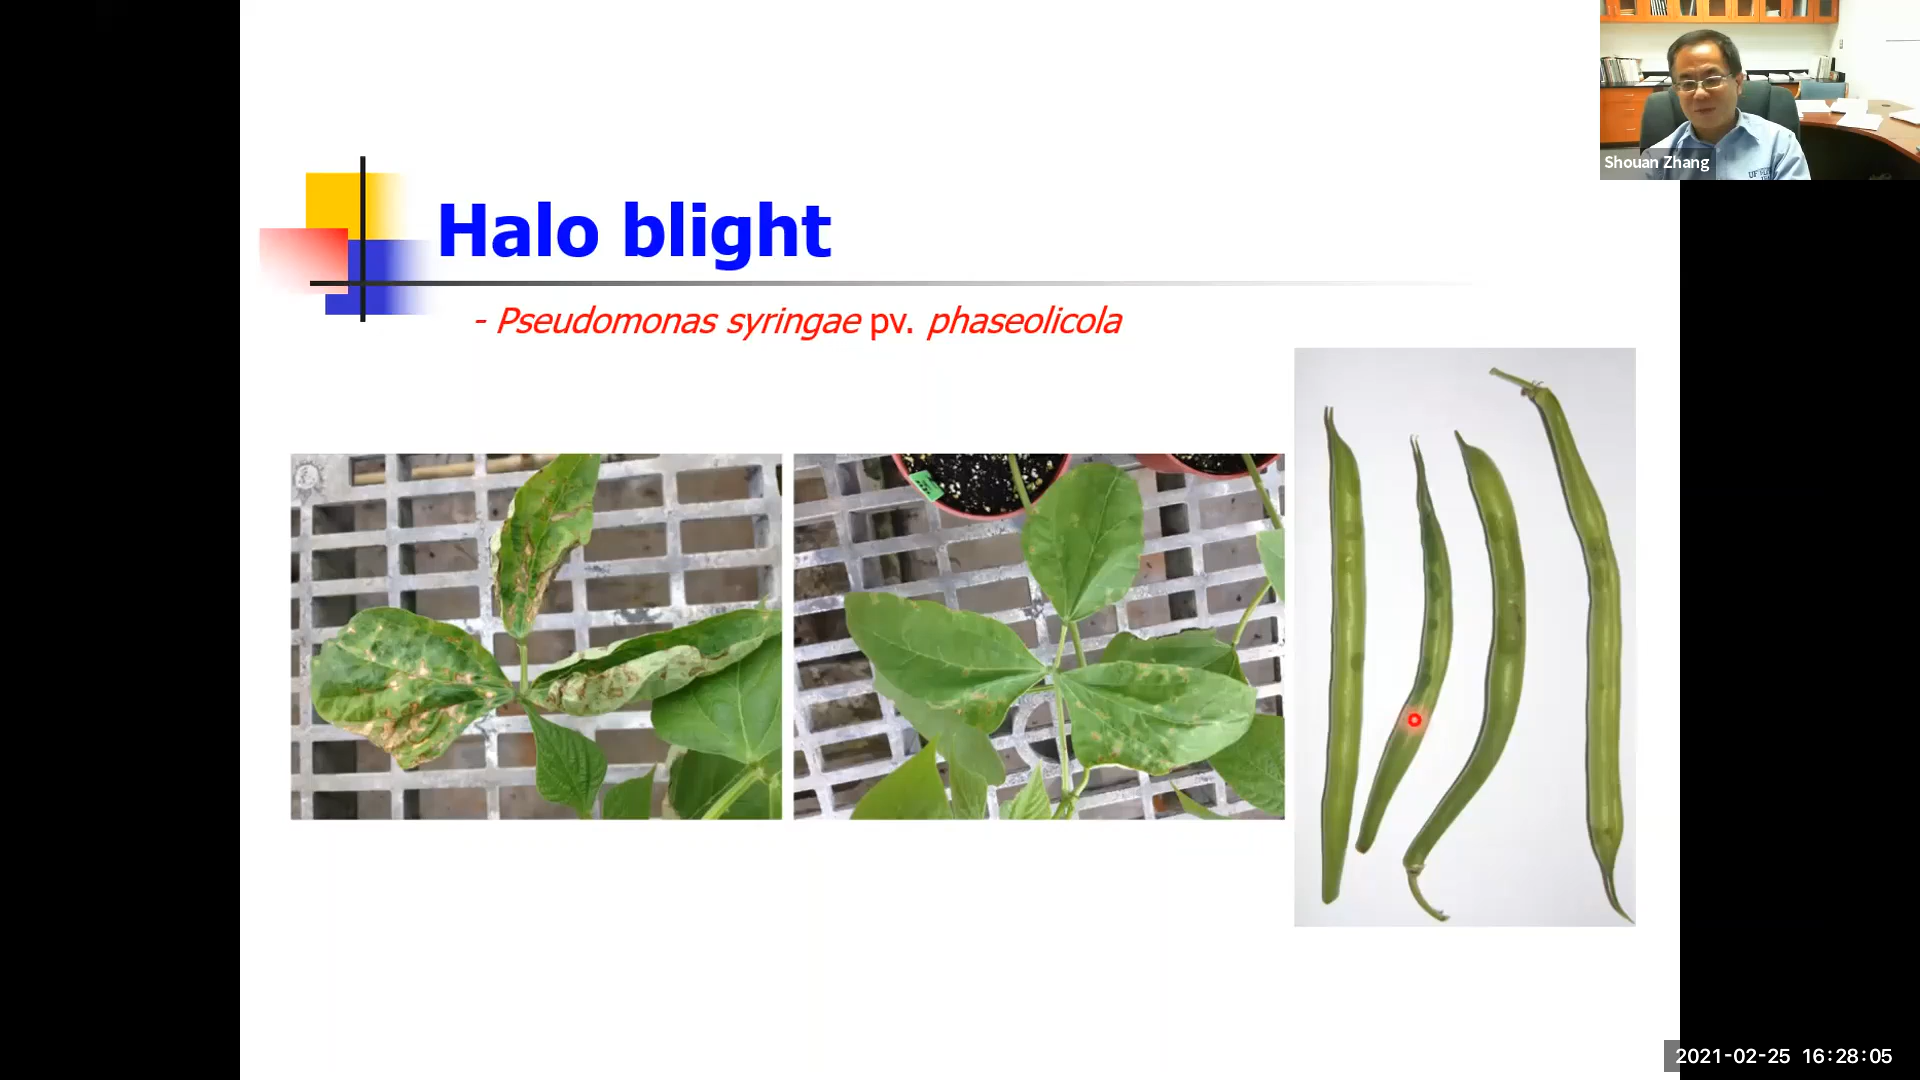 Shouan Zhang
Halo blight
- Pseudomonas syringae pv. phaseolicola
2021-02-25 16:28:05